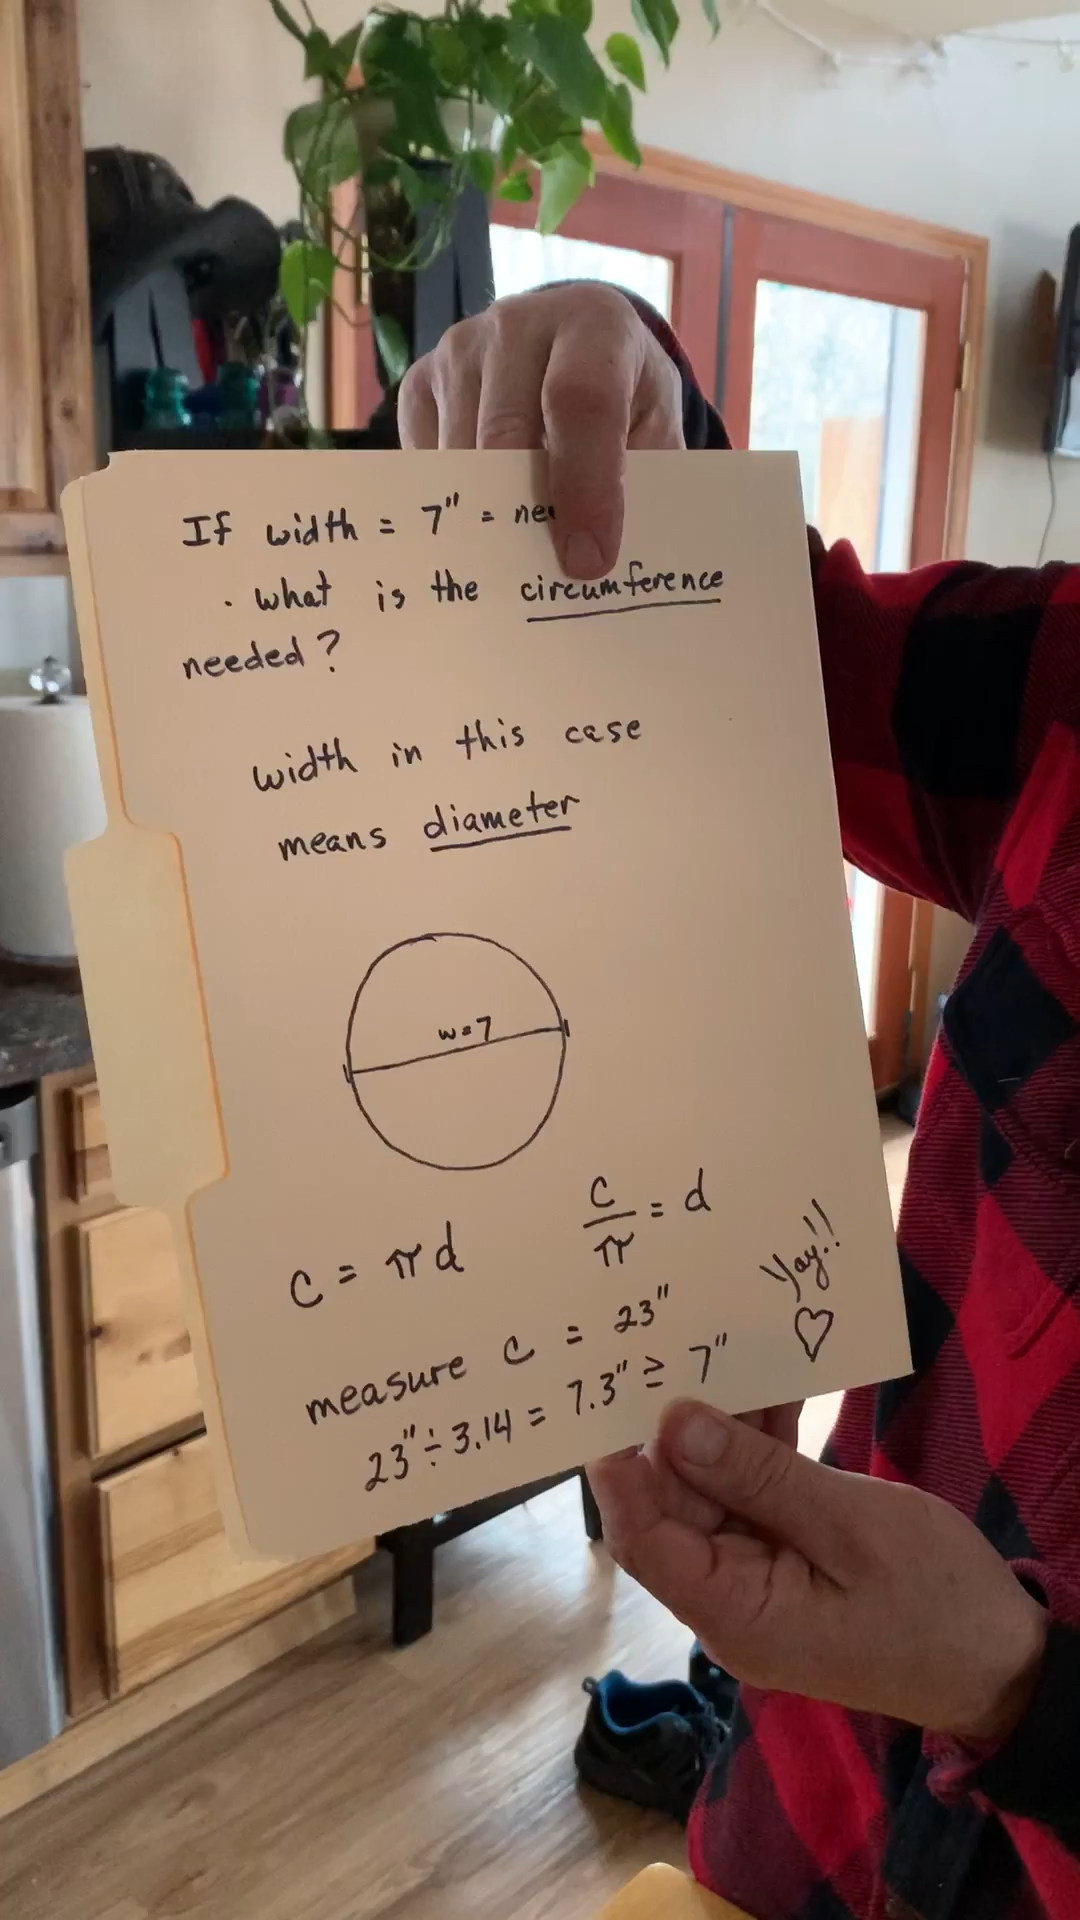 If width = 7" =
. what is the circumference
needed?
width in this case
means diameter
w=7
C = πd
C/π = d
Yay!!
measure C = 23"
23" ÷ 3.14 = 7.3" ≥ 7"